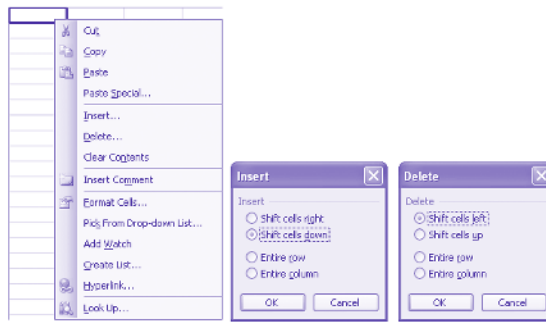 Cut
Copy
Paste
Paste Special...
Insert...
Delete...
Clear Contents
Insert Comment
Format Cells...
Pick From Drop-down List...
Add Watch
Create List...
Hyperlink...
Look Up...
Insert
Insert
Shift cells right
Shift cells down
Entire row
Entire column
OK Cancel
Delete
Delete
Shift cells left
Shift cells up
Entire row
Entire column
OK Cancel